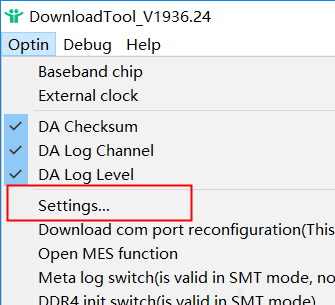 DownloadTool_V1936.24
Optin Debug Help
Baseband chip
External clock
DA Checksum
DA Log Channel
DA Log Level
Settings...
Download com port reconfiguration(This
Open MES function
Meta log switch(is valid in SMT mode, no
DDR4 init switch(is valid in SMT mode)